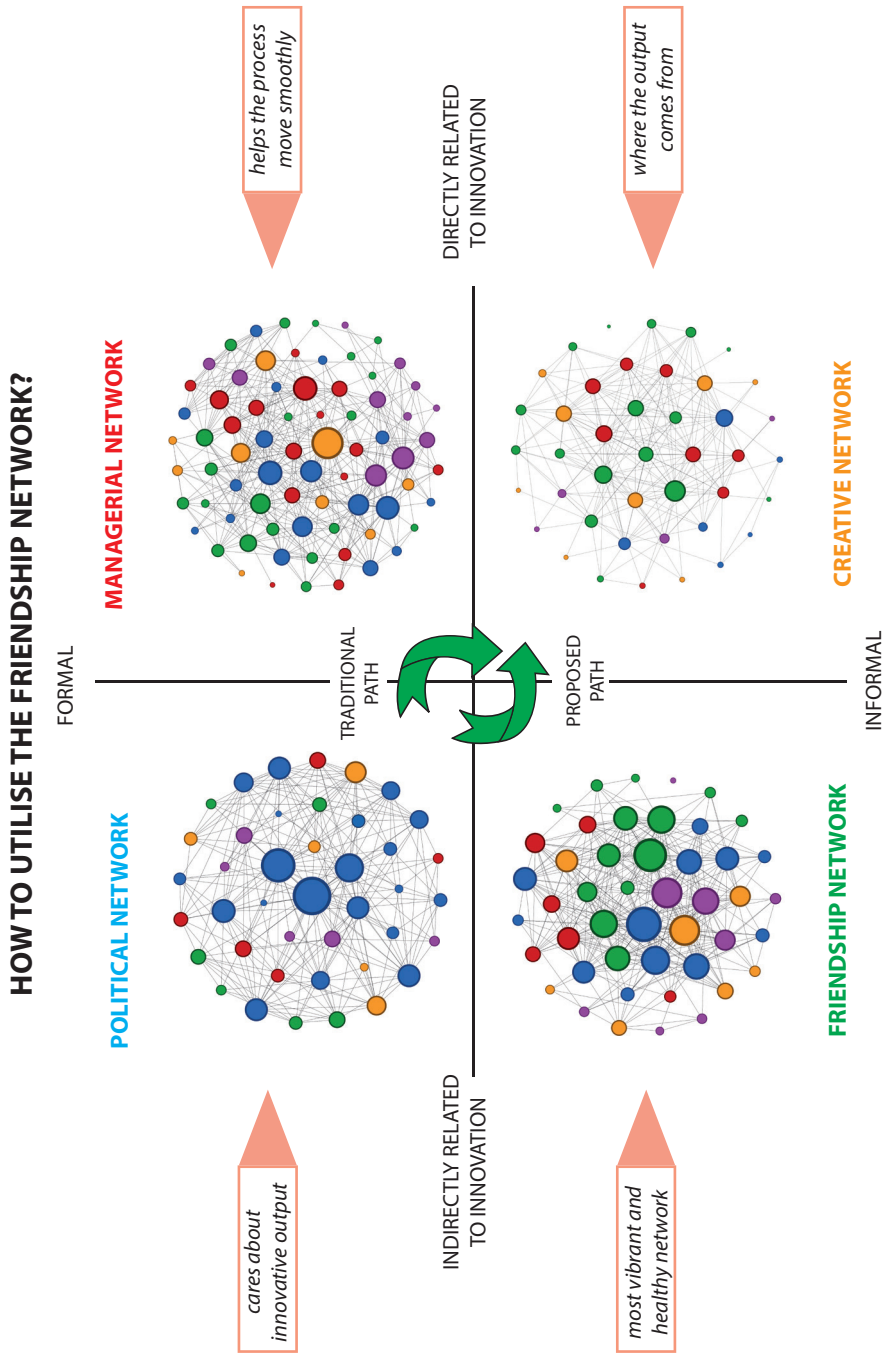 HOW TO UTILISE THE FRIENDSHIP NETWORK?
FORMAL
POLITICAL NETWORK
MANAGERIAL NETWORK
cares about
innovative output
helps the process
move smoothly
TRADITIONAL
PATH
INDIRECTLY RELATED
TO INNOVATION
DIRECTLY RELATED
TO INNOVATION
PROPOSED
PATH
most vibrant and
healthy network
where the output
comes from
FRIENDSHIP NETWORK
CREATIVE NETWORK
INFORMAL